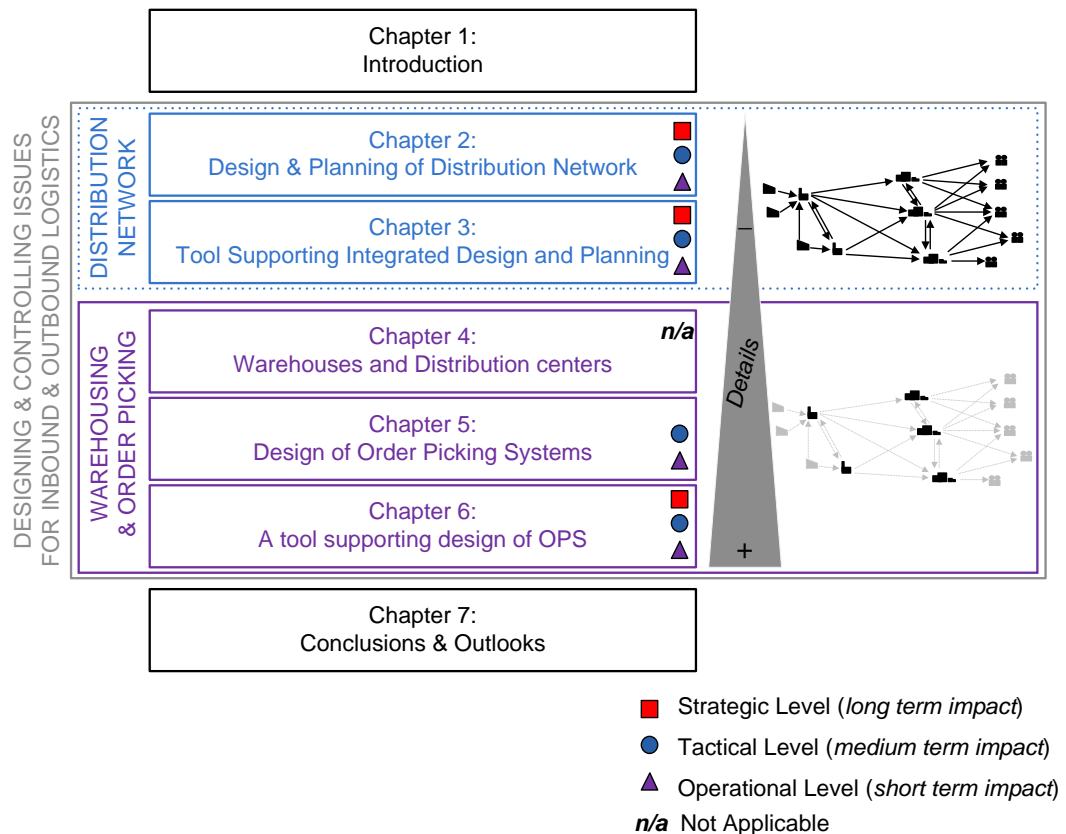 Chapter 1:
Introduction
DESIGNING & CONTROLLING ISSUES
FOR INBOUND & OUTBOUND LOGISTICS
DISTRIBUTION
NETWORK
Chapter 2:
Design & Planning of Distribution Network
Chapter 3:
Tool Supporting Integrated Design and Planning
WAREHOUSING
& ORDER PICKING
Chapter 4:
n/a
Warehouses and Distribution centers
Chapter 5:
Design of Order Picking Systems
Chapter 6:
A tool supporting design of OPS
–
Details
+
Chapter 7:
Conclusions & Outlooks
Strategic Level (long term impact)
Tactical Level (medium term impact)
Operational Level (short term impact)
n/a Not Applicable